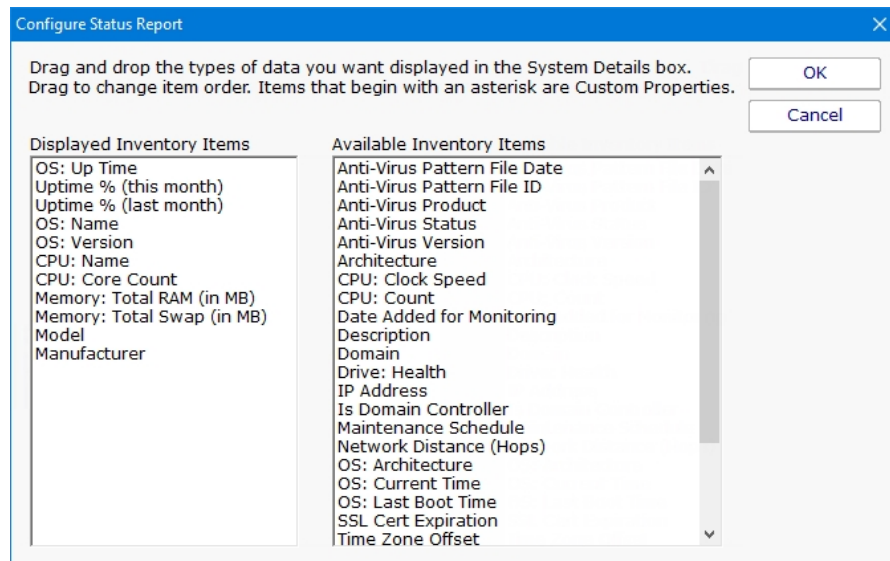 Configure Status Report
Drag and drop the types of data you want displayed in the System Details box.
Drag to change item order. Items that begin with an asterisk are Custom Properties.
OK
Cancel
Displayed Inventory Items
OS: Up Time
Uptime % (this month)
Uptime % (last month)
OS: Name
OS: Version
CPU: Name
CPU: Core Count
Memory: Total RAM (in MB)
Memory: Total Swap (in MB)
Model
Manufacturer
Available Inventory Items
Anti-Virus Pattern File Date
Anti-Virus Pattern File ID
Anti-Virus Product
Anti-Virus Status
Anti-Virus Version
Architecture
CPU: Clock Speed
CPU: Count
Date Added for Monitoring
Description
Domain
Drive: Health
IP Address
Is Domain Controller
Maintenance Schedule
Network Distance (Hops)
OS: Architecture
OS: Current Time
OS: Last Boot Time
SSL Cert Expiration
Time Zone Offset